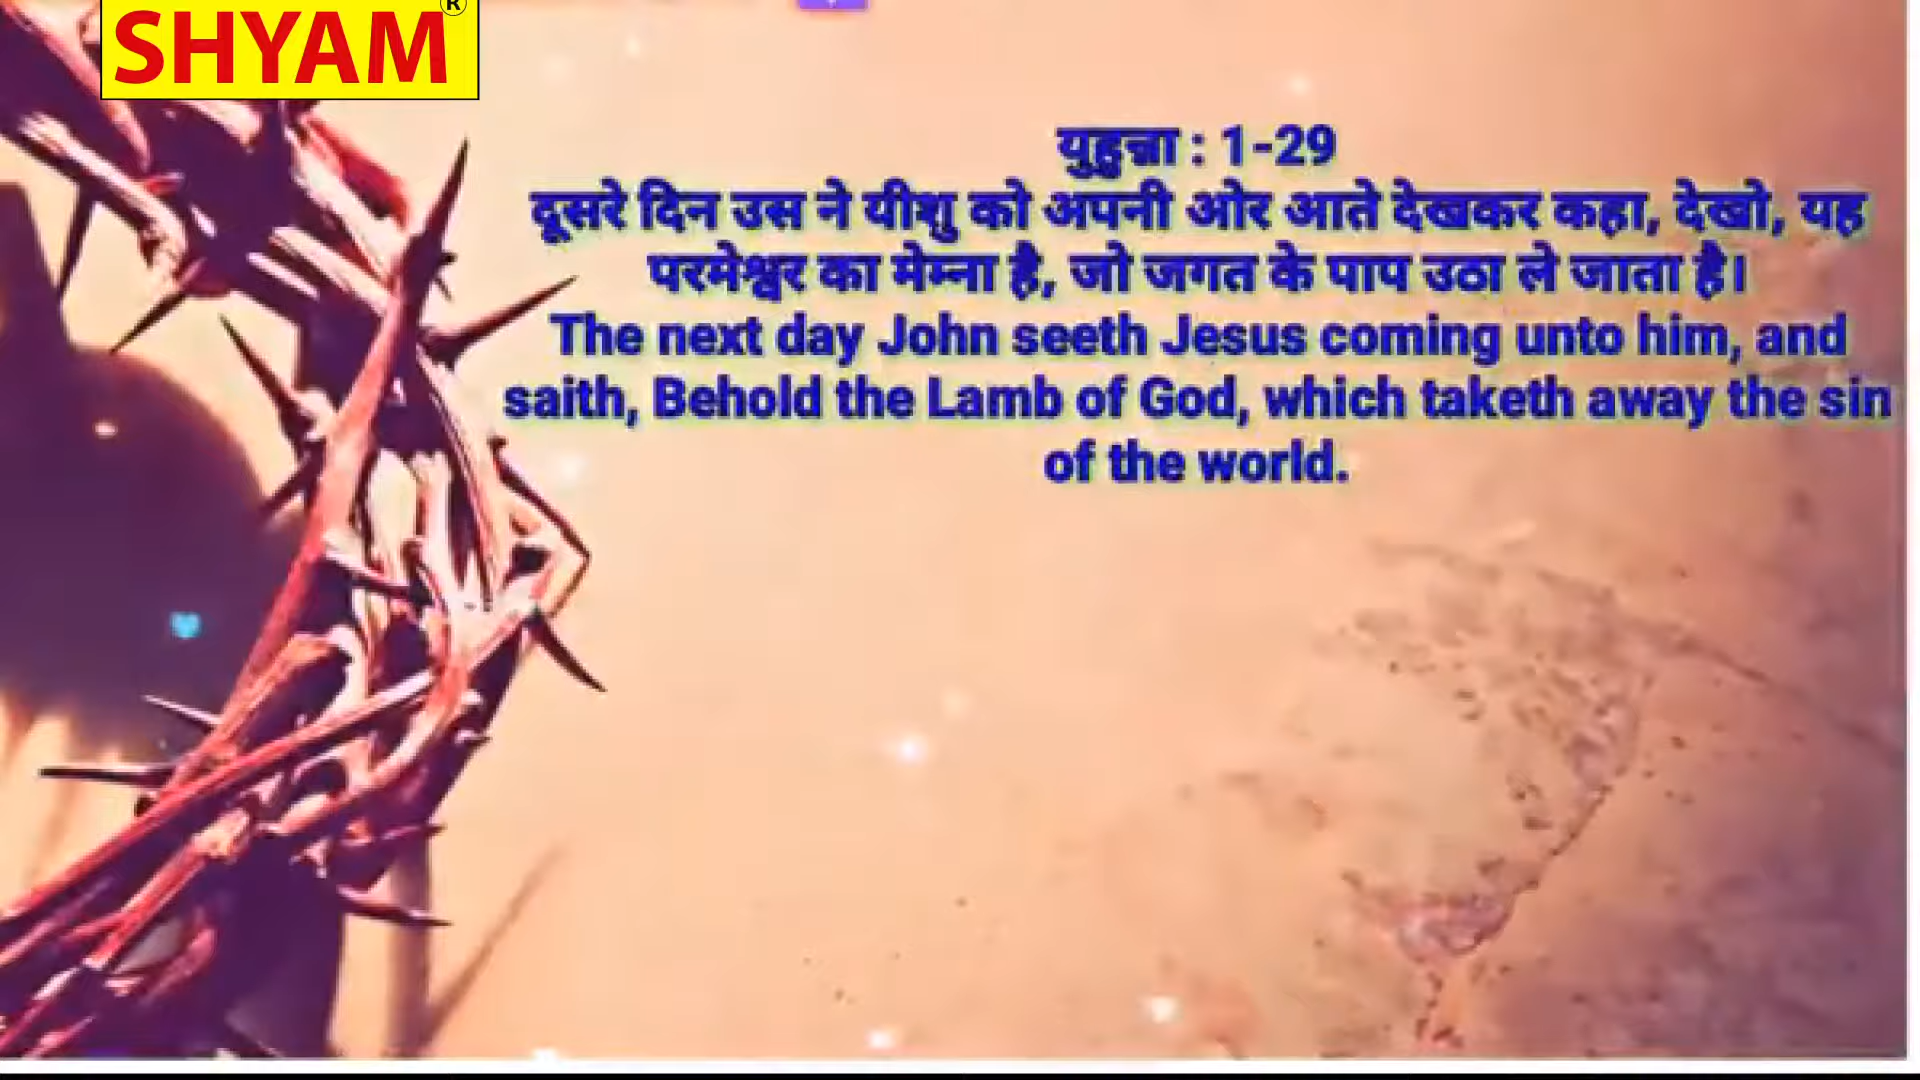 SHYAM®
युहुन्ना : 1-29
दूसरे दिन उस ने यीशु को अपनी ओर आते देखकर कहा, देखो, यह
परमेश्वर का मेम्ना है, जो जगत के पाप उठा ले जाता है।
The next day John seeth Jesus coming unto him, and
saith, Behold the Lamb of God, which taketh away the sin
of the world.